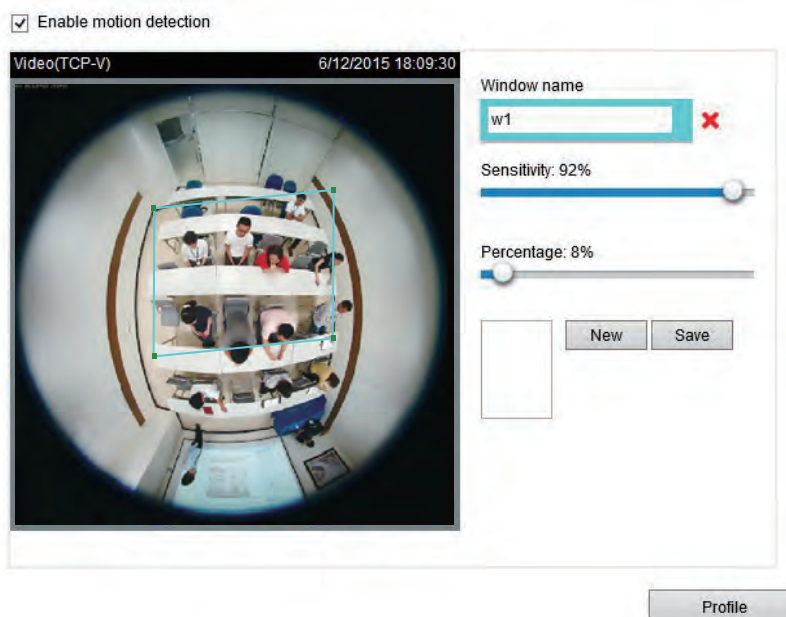 Enable motion detection
Video(TCP-V) 6/12/2015 18:09:30
Window name
w1
Sensitivity: 92%
Percentage: 8%
New Save
Profile